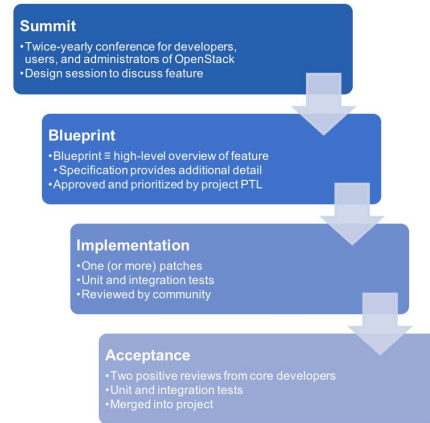 Summit
•Twice-yearly conference for developers,
users, and administrators of OpenStack
•Design session to discuss feature
Blueprint
•Blueprint ≡ high-level overview of feature
•Specification provides additional detail
•Approved and prioritized by project PTL
Implementation
•One (or more) patches
•Unit and integration tests
•Reviewed by community
Acceptance
•Two positive reviews from core developers
•Unit and integration tests
•Merged into project